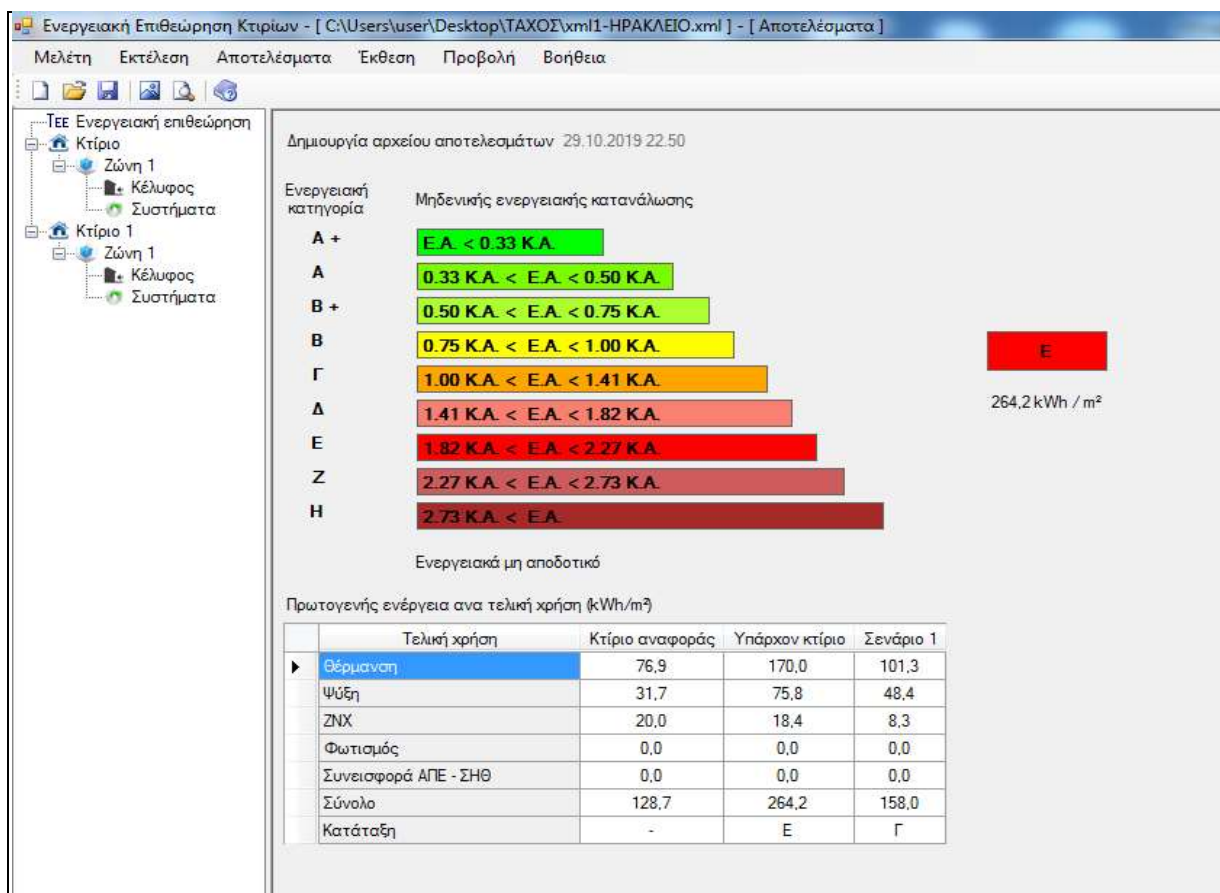 Ενεργειακή Επιθεώρηση Κτιρίων - [ C:\Users\user\Desktop\ΤΑΧΟΣ\xml1-ΗΡΑΚΛΕΙΟ.xml ] - [ Αποτελέσματα ]
Μελέτη Εκτέλεση Αποτελέσματα Έκθεση Προβολή Βοήθεια
ΤΕΕ Ενεργειακή επιθεώρηση
Κτίριο
Ζώνη 1
Κέλυφος
Συστήματα
Κτίριο 1
Ζώνη 1
Κέλυφος
Συστήματα
Δημιουργία αρχείου αποτελεσμάτων 29.10.2019 22.50
Ενεργειακή κατηγορία
Μηδενικής ενεργειακής κατανάλωσης
Α + Ε.Α. < 0.33 Κ.Α.
Α 0.33 Κ.Α. < Ε.Α. < 0.50 Κ.Α.
Β + 0.50 Κ.Α. < Ε.Α. < 0.75 Κ.Α.
Β 0.75 Κ.Α. < Ε.Α. < 1.00 Κ.Α.
Γ 1.00 Κ.Α. < Ε.Α. < 1.41 Κ.Α.
Δ 1.41 Κ.Α. < Ε.Α. < 1.82 Κ.Α.
Ε 1.82 Κ.Α. < Ε.Α. < 2.27 Κ.Α.
Ζ 2.27 Κ.Α. < Ε.Α. < 2.73 Κ.Α.
Η 2.73 Κ.Α. < Ε.Α.
Ε
264,2 kWh / m²
Ενεργειακά μη αποδοτικό
Πρωτογενής ενέργεια ανα τελική χρήση (kWh/m²)
Τελική χρήση Κτίριο αναφοράς Υπάρχον κτίριο Σενάριο 1
Θέρμανση 76,9 170,0 101,3
Ψύξη 31,7 75,8 48,4
ΖΝΧ 20,0 18,4 8,3
Φωτισμός 0,0 0,0 0,0
Συνεισφορά ΑΠΕ - ΣΗΘ 0,0 0,0 0,0
Σύνολο 128,7 264,2 158,0
Κατάταξη - Ε Γ